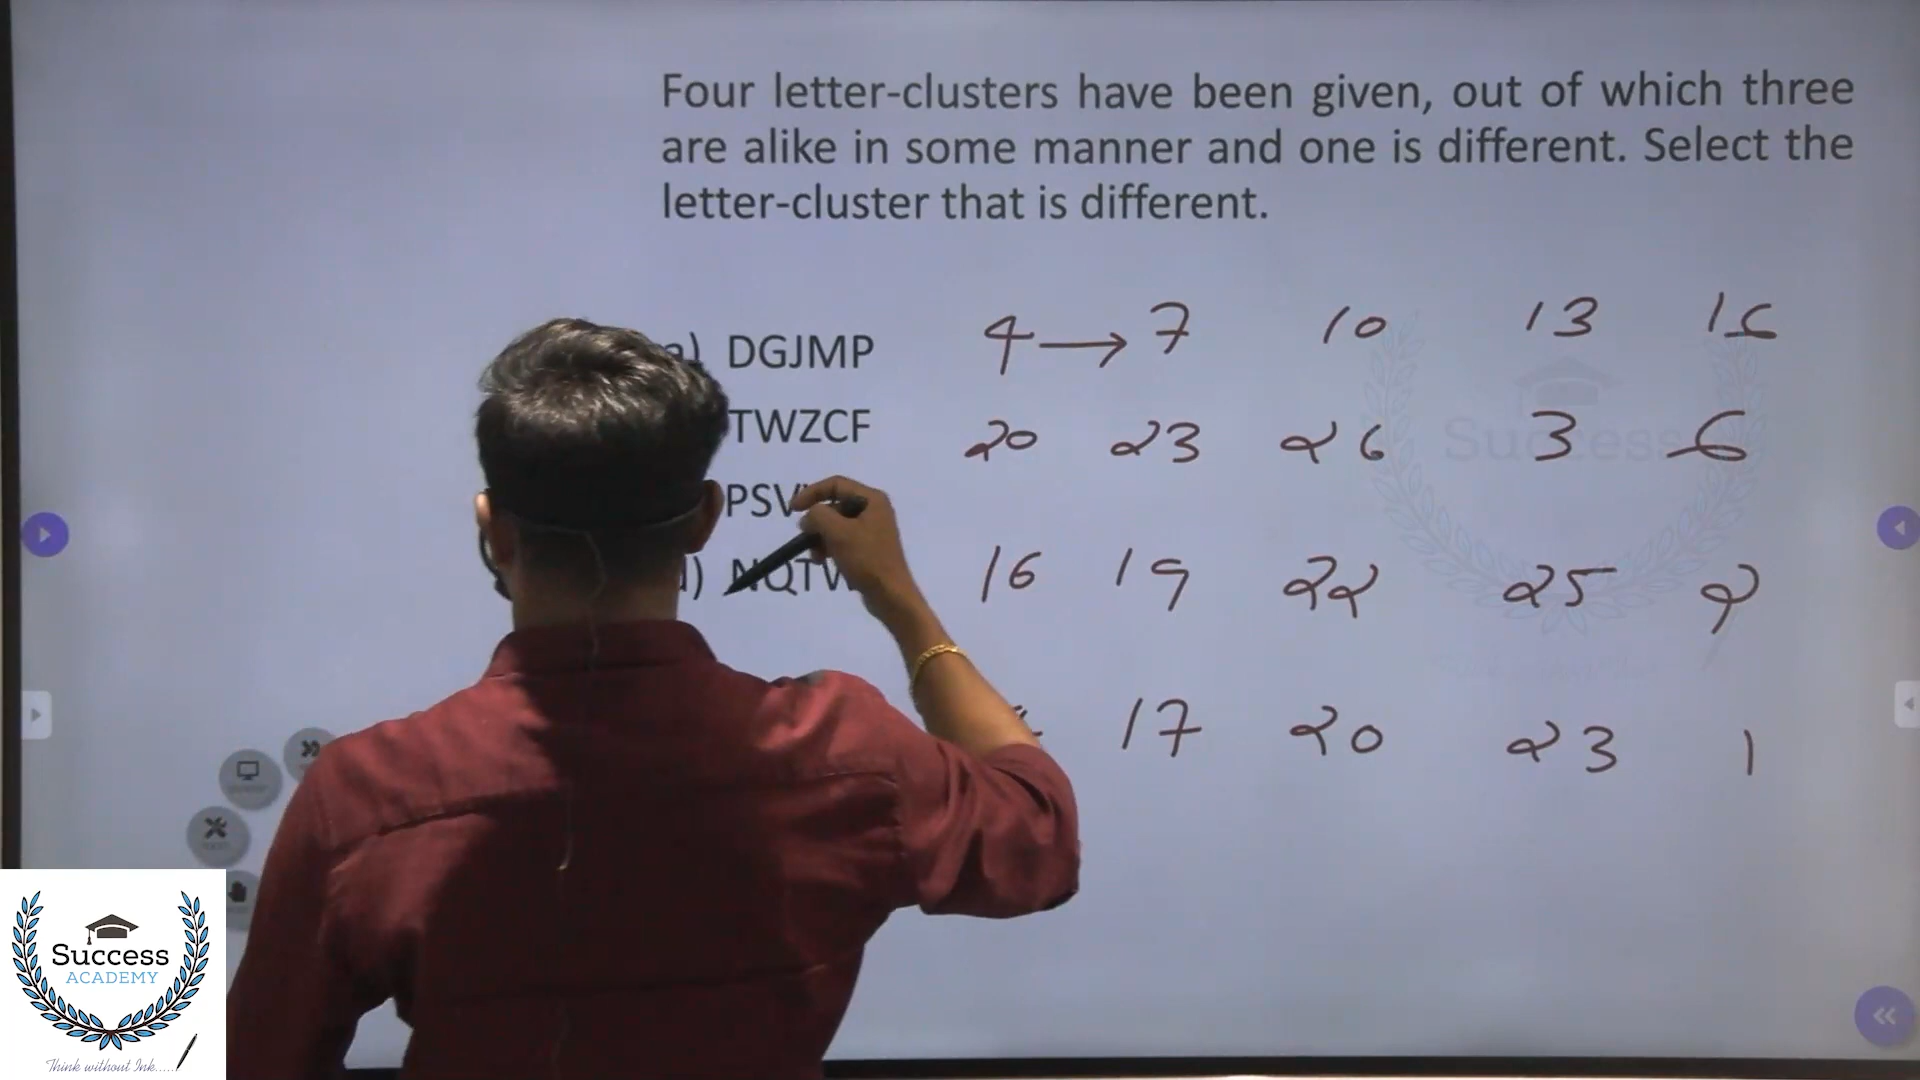 Four letter-clusters have been given, out of which three
are alike in some manner and one is different. Select the
letter-cluster that is different.
a) DGJMP 4 → 7 10 13 16
TWZCF 20 23 26 3 6
PSV
16 19 22 25 2
d) NQTW
17 20 23 1
Success
Success
ACADEMY
Think without Ink......